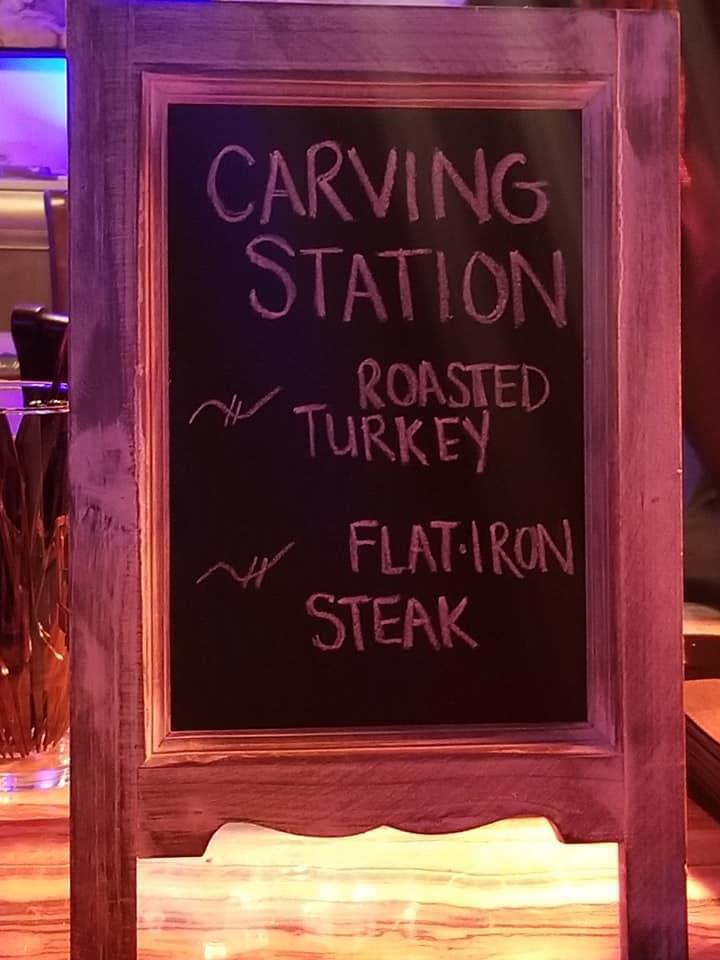 CARVING
STATION
ROASTED
TURKEY
FLAT·IRON
STEAK